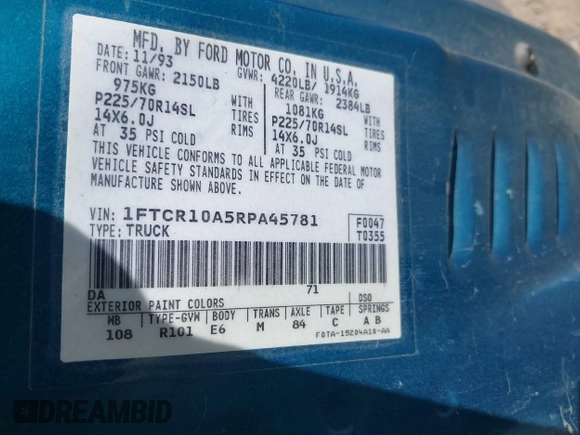 MFD. BY FORD MOTOR CO. IN U.S.A.
DATE: 11/93 GVWR: 4220LB/ 1914KG
FRONT GAWR: 2150LB REAR GAWR: 2384LB
975KG WITH 1081KG WITH
P225/70R14SL TIRES P225/70R14SL TIRES
14X6.0J RIMS 14X6.0J RIMS
AT 35 PSI COLD AT 35 PSI COLD
THIS VEHICLE CONFORMS TO ALL APPLICABLE FEDERAL MOTOR
VEHICLE SAFETY STANDARDS IN EFFECT ON THE DATE OF
MANUFACTURE SHOWN ABOVE.
VIN: 1FTCR10A5RPA45781 F0047
TYPE: TRUCK T0355
DA 71
EXTERIOR PAINT COLORS DSO
WB TYPE-GVW BODY TRANS AXLE TAPE SPRINGS
108 R101 E6 M 84 C A B
F0TA-15204A10-AA
DREAMBID